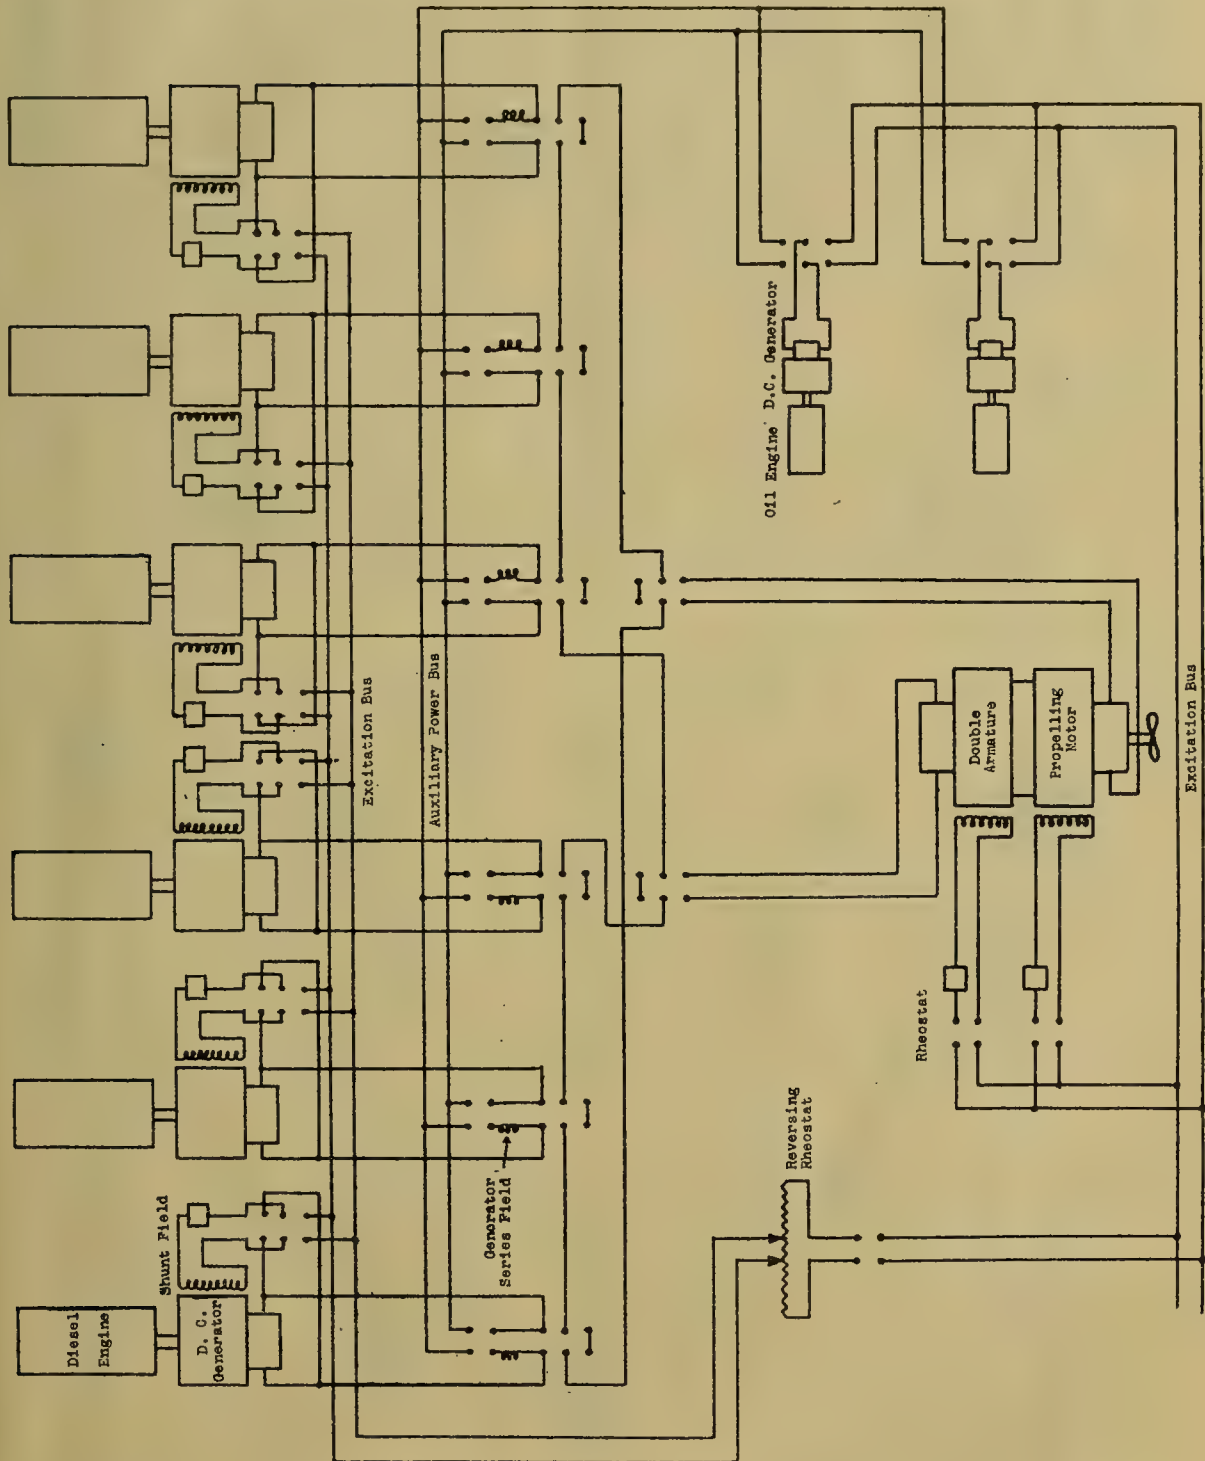 Diesel
Engine
D. C.
Generator
Shunt Field
Generator
Series Field
Excitation Bus
Auxiliary Power Bus
Reversing
Rheostat
Rheostat
Double
Armature
Propelling
Motor
Oil Engine D.C. Generator
Excitation Bus